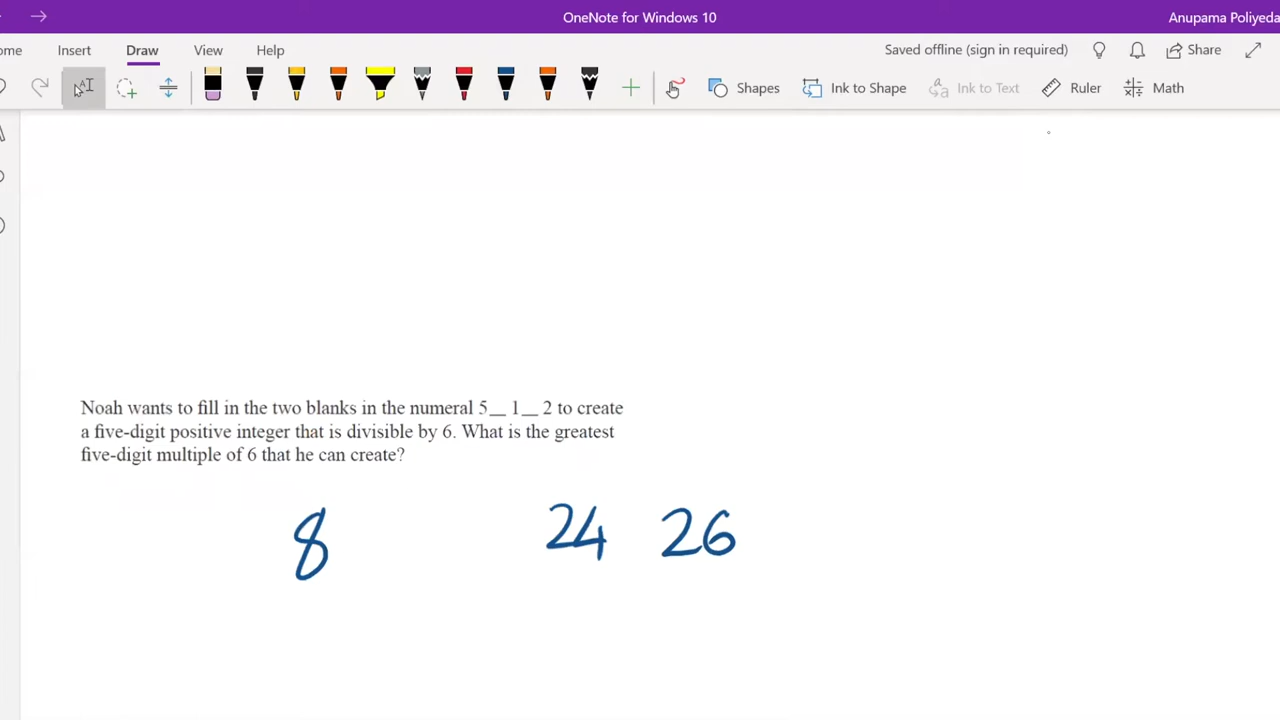 OneNote for Windows 10
Anupama Poliyeda
ome Insert Draw View Help
Saved offline (sign in required) Share
Shapes Ink to Shape Ink to Text Ruler Math
Noah wants to fill in the two blanks in the numeral 5__ 1__ 2 to create
a five-digit positive integer that is divisible by 6. What is the greatest
five-digit multiple of 6 that he can create?
8 24 26